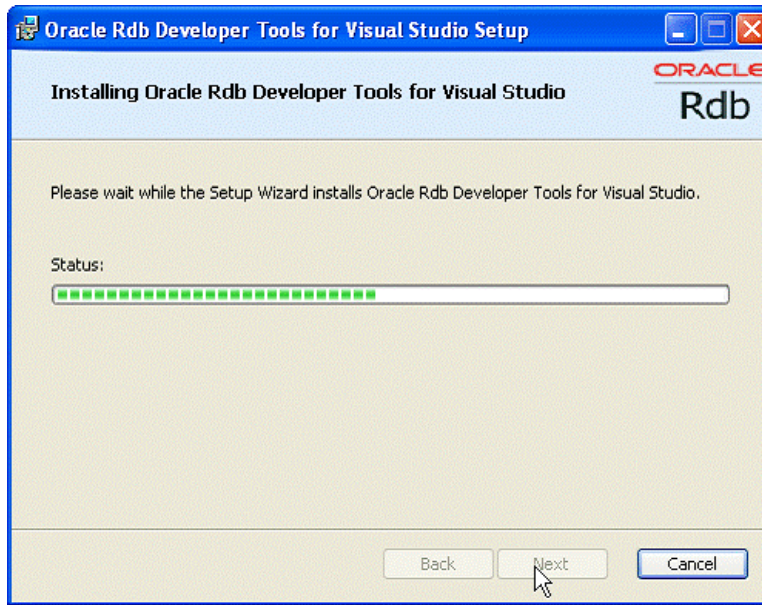 Oracle Rdb Developer Tools for Visual Studio Setup
Installing Oracle Rdb Developer Tools for Visual Studio
ORACLE
Rdb
Please wait while the Setup Wizard installs Oracle Rdb Developer Tools for Visual Studio.
Status:
Back
Next
Cancel